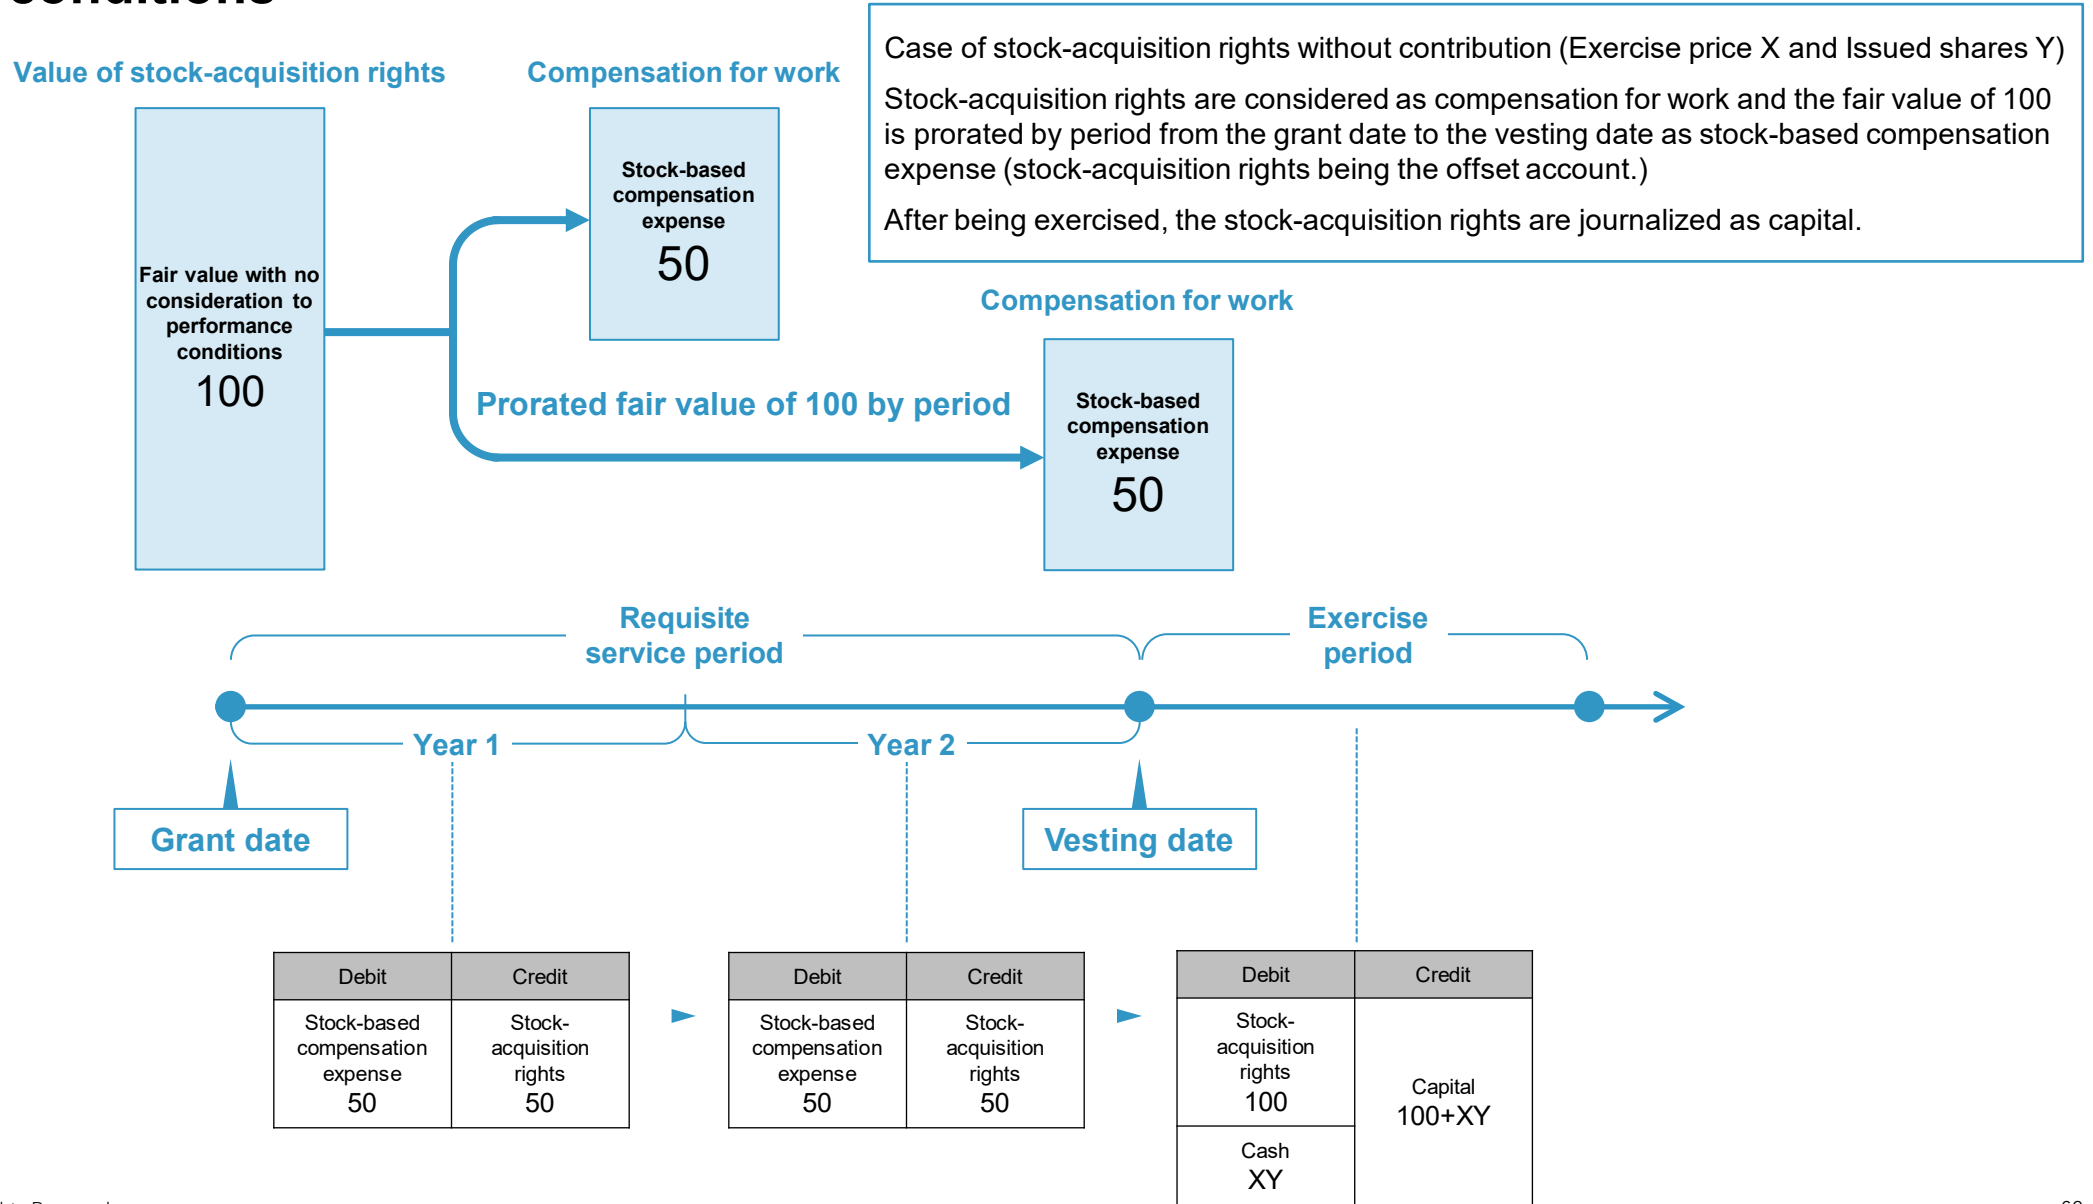 Value of stock-acquisition rights
Compensation for work
Case of stock-acquisition rights without contribution (Exercise price X and Issued shares Y)
Stock-acquisition rights are considered as compensation for work and the fair value of 100
is prorated by period from the grant date to the vesting date as stock-based compensation
expense (stock-acquisition rights being the offset account.)
After being exercised, the stock-acquisition rights are journalized as capital.
Fair value with no
consideration to
performance
conditions
100
Stock-based
compensation
expense
50
Compensation for work
Prorated fair value of 100 by period
Stock-based
compensation
expense
50
Requisite
service period
Exercise
period
Year 1
Year 2
Grant date
Vesting date
Debit
Credit
Stock-based
compensation
expense
50
Stock-
acquisition
rights
50
Debit
Credit
Stock-based
compensation
expense
50
Stock-
acquisition
rights
50
Debit
Credit
Stock-
acquisition
rights
100
Capital
100+XY
Cash
XY